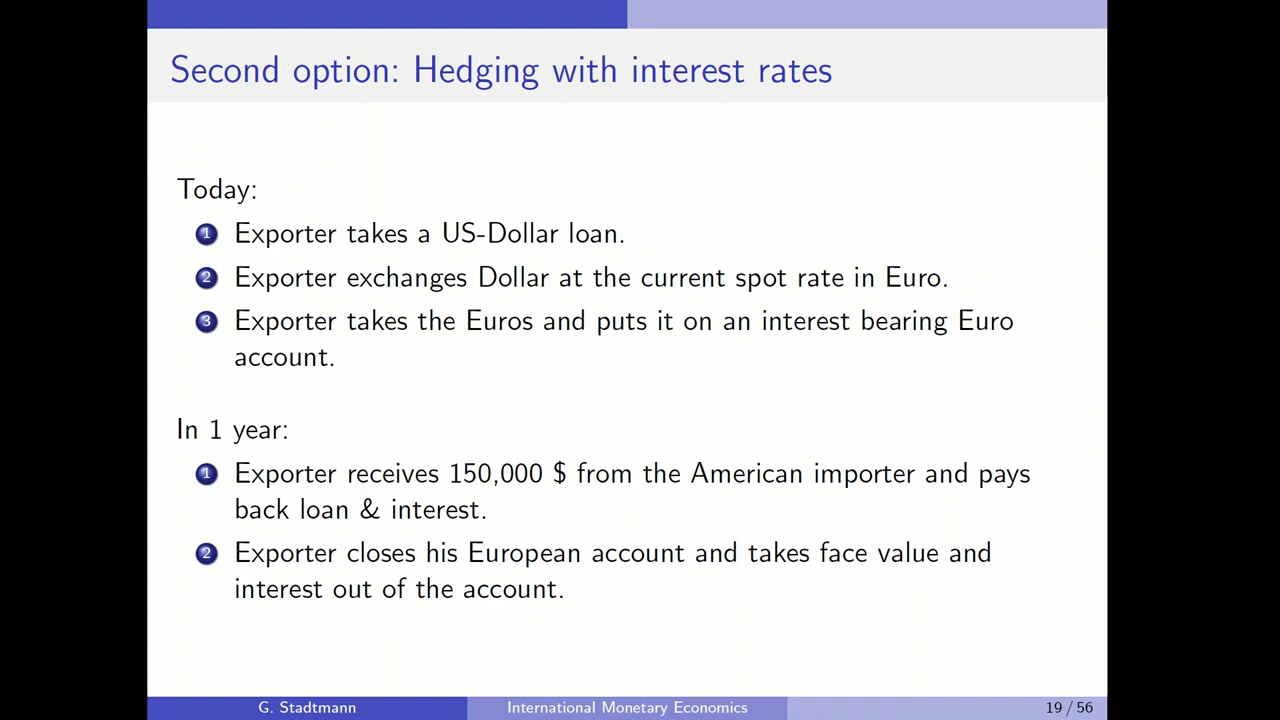 Second option: Hedging with interest rates
Today:
1 Exporter takes a US-Dollar loan.
2 Exporter exchanges Dollar at the current spot rate in Euro.
3 Exporter takes the Euros and puts it on an interest bearing Euro
account.
In 1 year:
1 Exporter receives 150,000 $ from the American importer and pays
back loan & interest.
2 Exporter closes his European account and takes face value and
interest out of the account.
G. Stadtmann International Monetary Economics 19 / 56